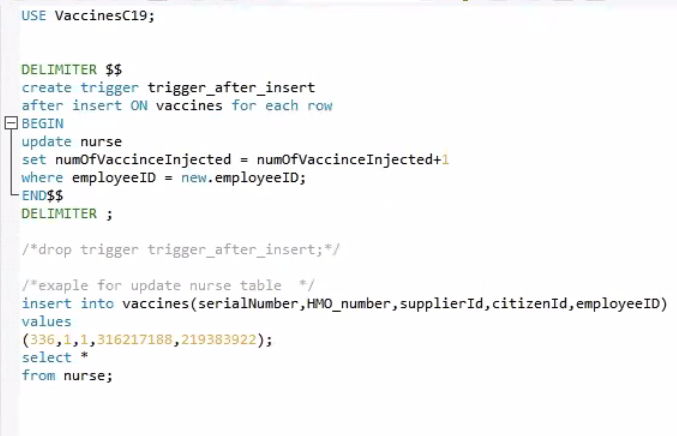 USE VaccinesC19;
DELIMITER $$
create trigger trigger_after_insert
after insert ON vaccines for each row
BEGIN
update nurse
set numOfVaccinceInjected = numOfVaccinceInjected+1
where employeeID = new.employeeID;
END$$
DELIMITER ;
/*drop trigger trigger_after_insert;*/
/*exaple for update nurse table  */
insert into vaccines(serialNumber,HMO_number,supplierId,citizenId,employeeID)
values
(336,1,1,316217188,219383922);
select *
from nurse;